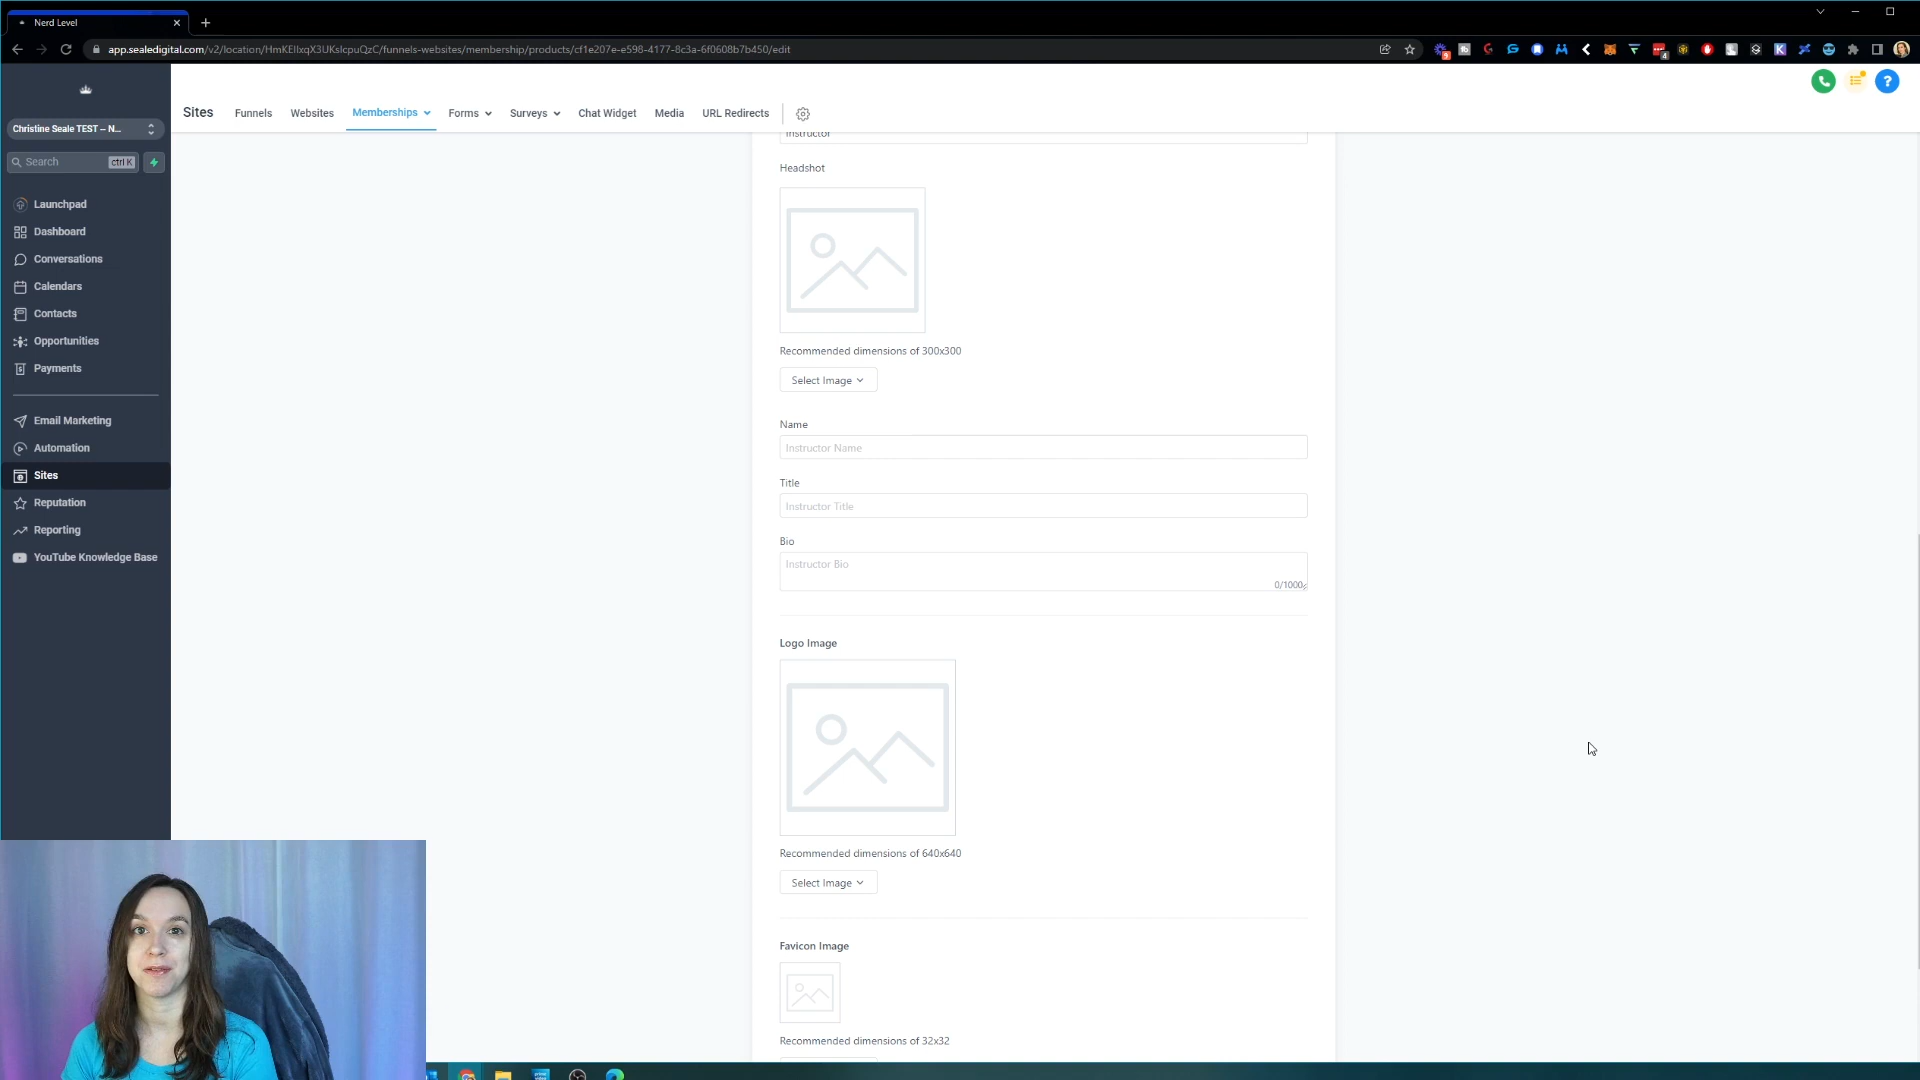 Nerd Level
app.sealedigital.com/v2/location/HmKEIlxqX3UKslcpuQzC/funnels-websites/membership/products/cf1e207e-e598-4177-8c3a-6f0608b7b450/edit
9
4
Christine Seale TEST – N...
Search
ctrl K
Launchpad
Dashboard
Conversations
Calendars
Contacts
Opportunities
Payments
Email Marketing
Automation
Sites
Reputation
Reporting
YouTube Knowledge Base
Sites
Funnels
Websites
Memberships
Forms
Surveys
Chat Widget
Media
URL Redirects
?
Instructor
Headshot
Recommended dimensions of 300x300
Select Image
Name
Instructor Name
Title
Instructor Title
Bio
Instructor Bio
0/1000
Logo Image
Recommended dimensions of 640x640
Select Image
Favicon Image
Recommended dimensions of 32x32